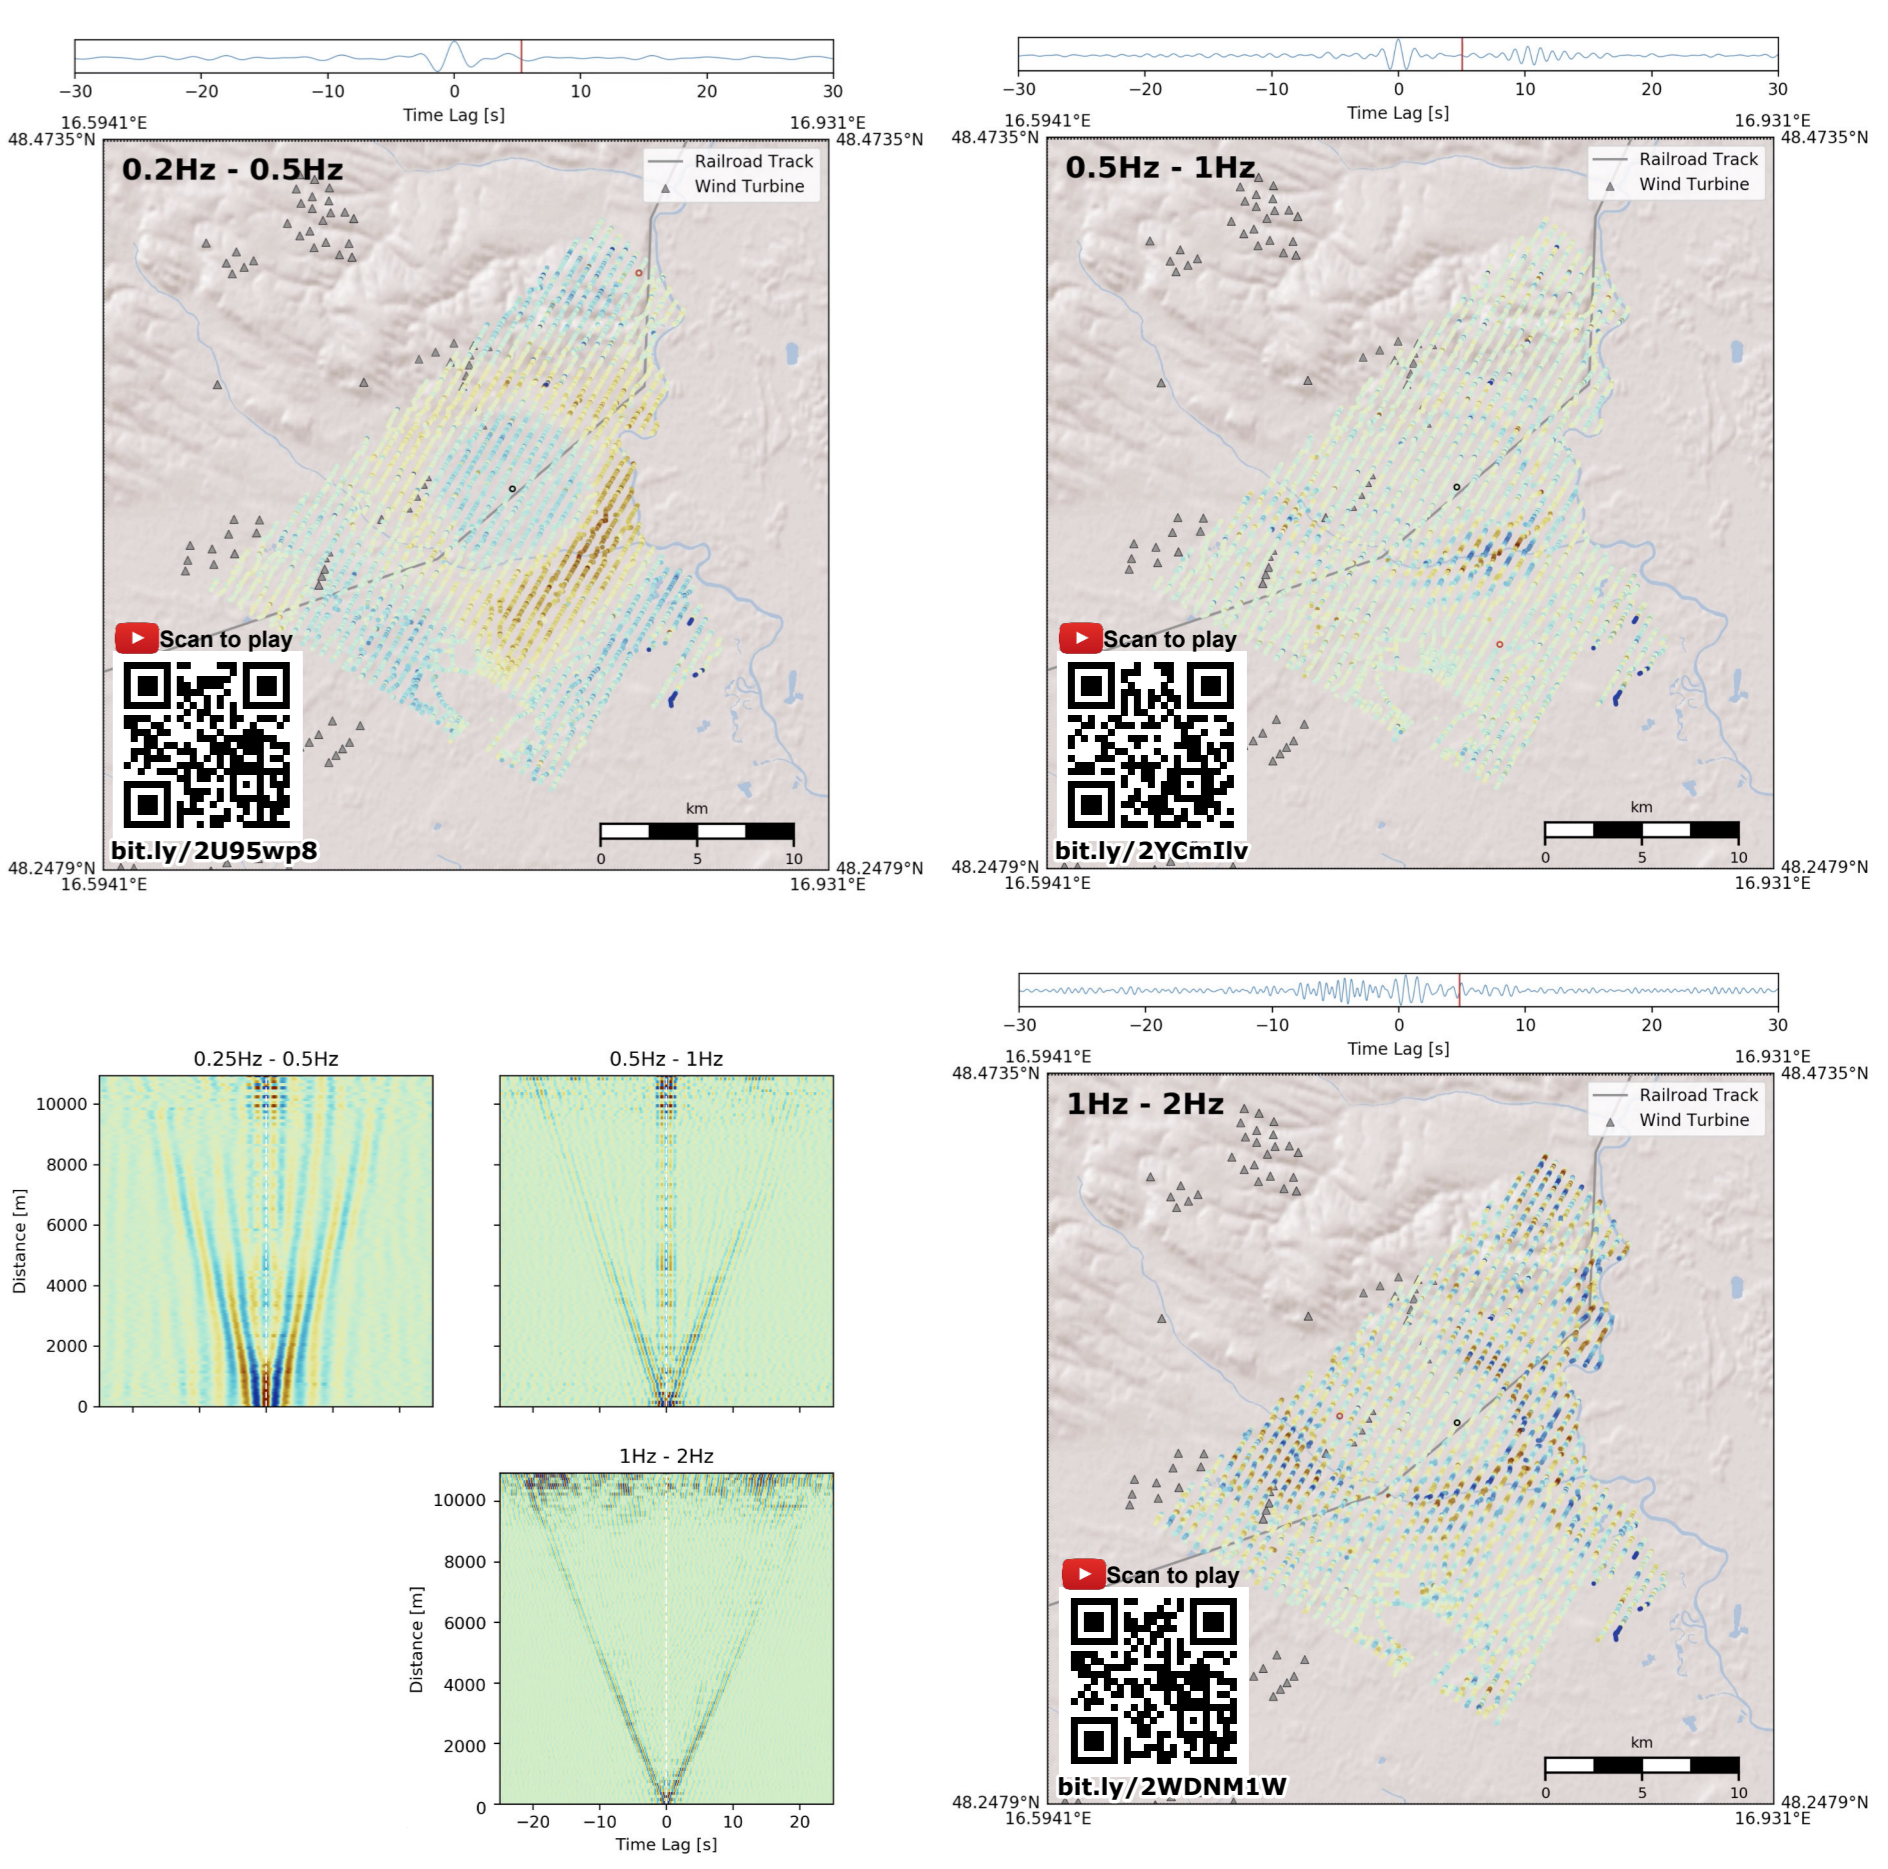 −30 −20 −10 0 10 20 30
Time Lag [s]
16.5941°E 16.931°E
48.4735°N 48.4735°N
0.2Hz - 0.5Hz
Railroad Track
Wind Turbine
Scan to play
bit.ly/2U95wp8
km
0 5 10
48.2479°N 48.2479°N
16.5941°E 16.931°E
−30 −20 −10 0 10 20 30
Time Lag [s]
16.5941°E 16.931°E
48.4735°N 48.4735°N
0.5Hz - 1Hz
Railroad Track
Wind Turbine
Scan to play
bit.ly/2YCmIlv
km
0 5 10
48.2479°N 48.2479°N
16.5941°E 16.931°E
0.25Hz - 0.5Hz
10000
8000
6000
4000
2000
0
Distance [m]
0.5Hz - 1Hz
1Hz - 2Hz
10000
8000
6000
4000
2000
0
Distance [m]
−20 −10 0 10 20
Time Lag [s]
−30 −20 −10 0 10 20 30
Time Lag [s]
16.5941°E 16.931°E
48.4735°N 48.4735°N
1Hz - 2Hz
Railroad Track
Wind Turbine
Scan to play
bit.ly/2WDNM1W
km
0 5 10
48.2479°N 48.2479°N
16.5941°E 16.931°E